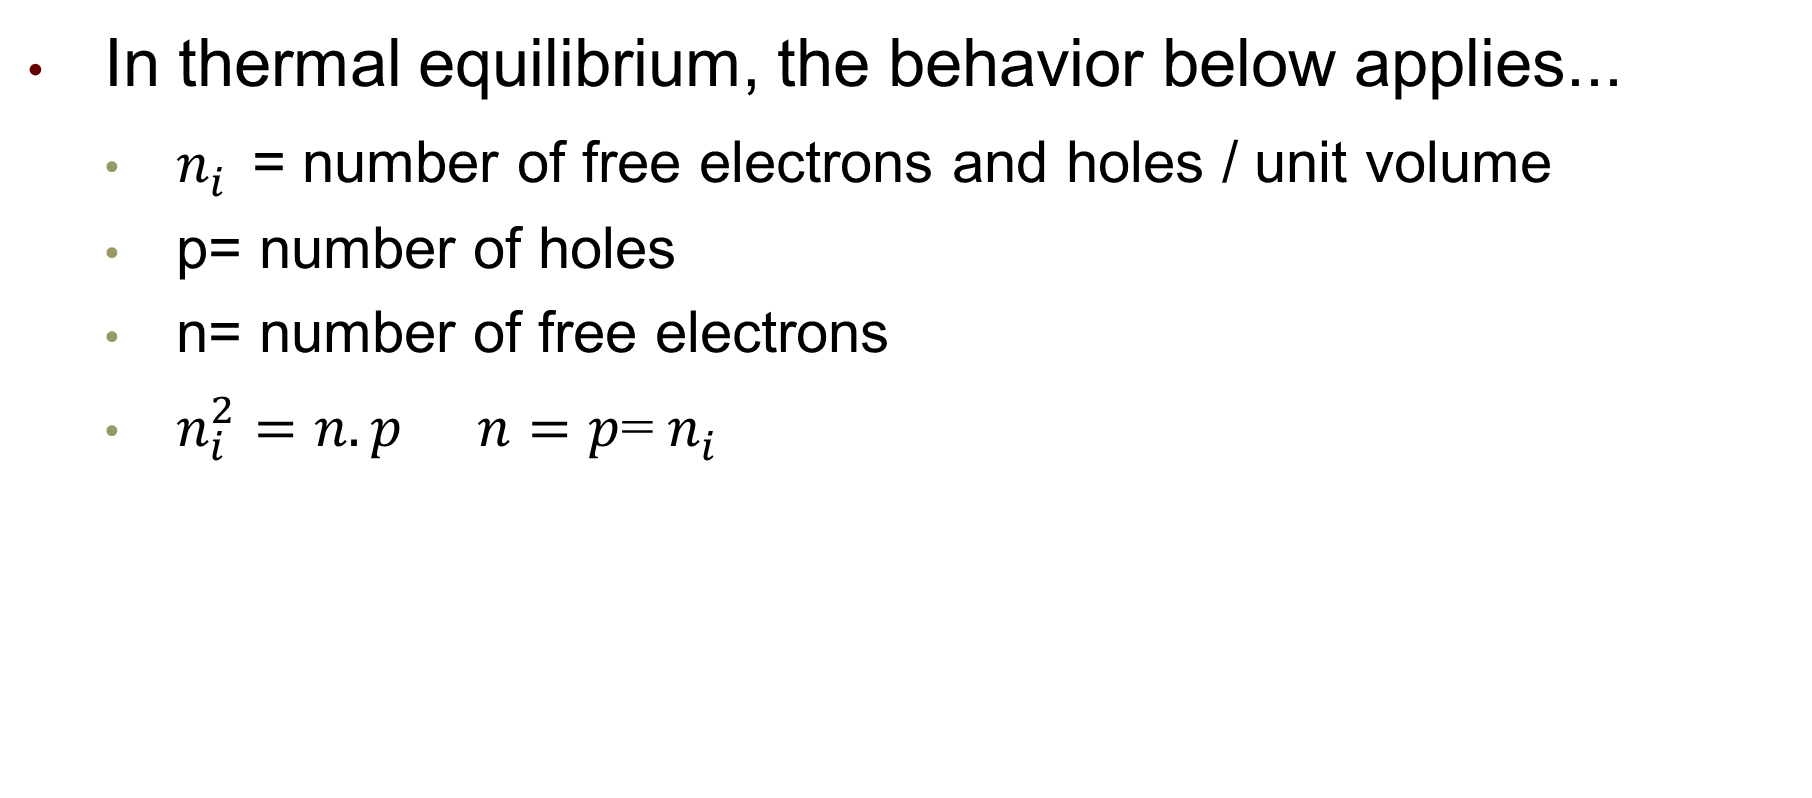 • In thermal equilibrium, the behavior below applies...
• nᵢ = number of free electrons and holes / unit volume
• p= number of holes
• n= number of free electrons
• nᵢ² = n.p n = p= nᵢ